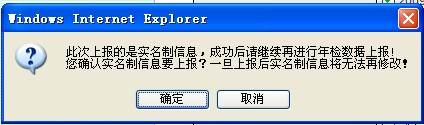 Windows Internet Explorer
此次上报的是实名制信息，成功后请继续再进行年检数据上报！
您确认实名制信息要上报？一旦上报后实名制信息将无法再修改！
确定
取消